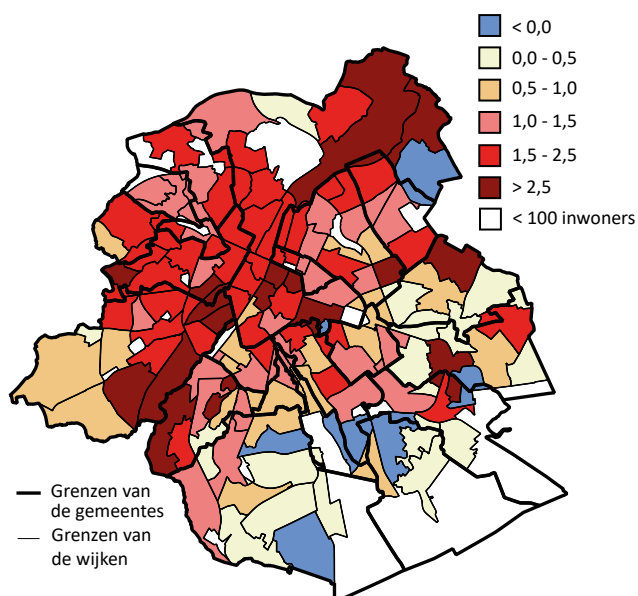 < 0,0
0,0 - 0,5
0,5 - 1,0
1,0 - 1,5
1,5 - 2,5
> 2,5
< 100 inwoners
Grenzen van
de gemeentes
Grenzen van
de wijken